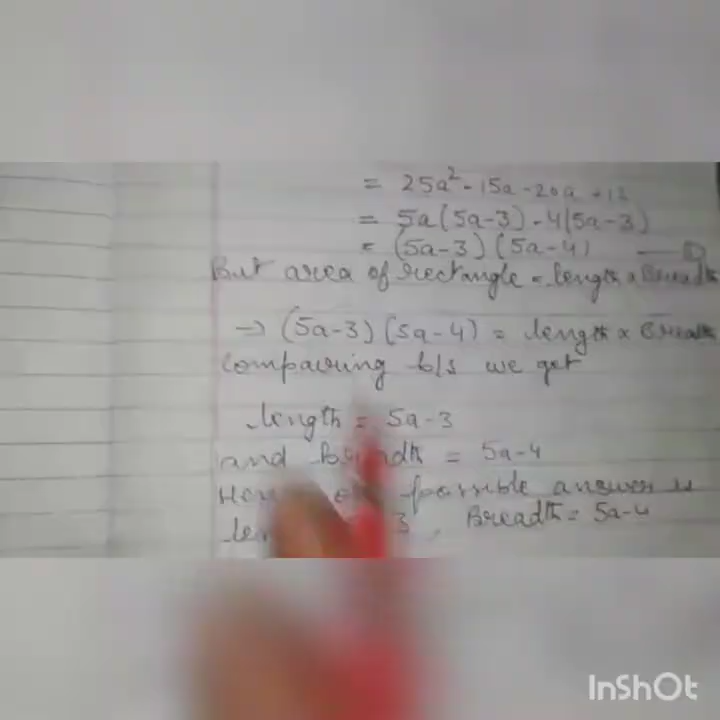 = 25a² - 15a - 20a + 12
= 5a(5a-3) - 4(5a-3)
= (5a-3) (5a-4) — ①
But area of rectangle = length × Breadth
→ (5a-3) (5a-4) = length × Breadth
Comparing b/s we get
length = 5a-3
and Breadth = 5a-4
possible answer is
3, Breadth = 5a-4
InShOt